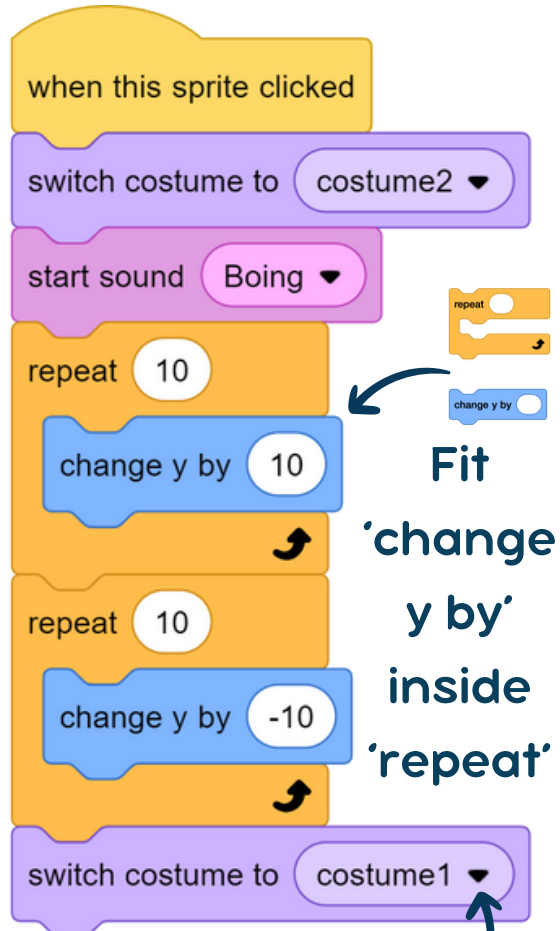 when this sprite clicked
switch costume to costume2
start sound Boing
repeat 10
change y by 10
repeat 10
change y by -10
switch costume to costume1
repeat
change y by
Fit
‘change
y by’
inside
‘repeat’